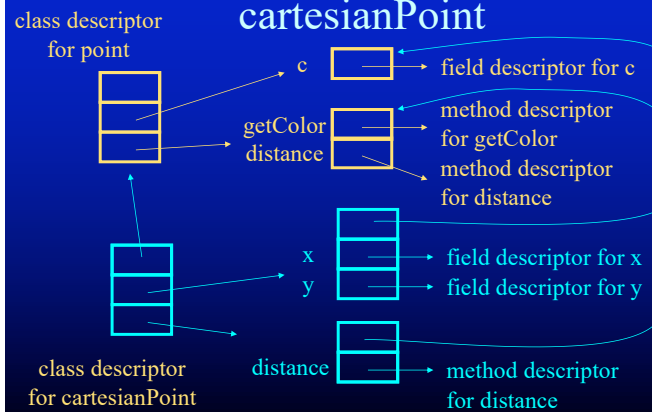 cartesianPoint
class descriptor
for point
c
field descriptor for c
getColor
distance
method descriptor
for getColor
method descriptor
for distance
x
field descriptor for x
y
field descriptor for y
class descriptor
for cartesianPoint
distance
method descriptor
for distance